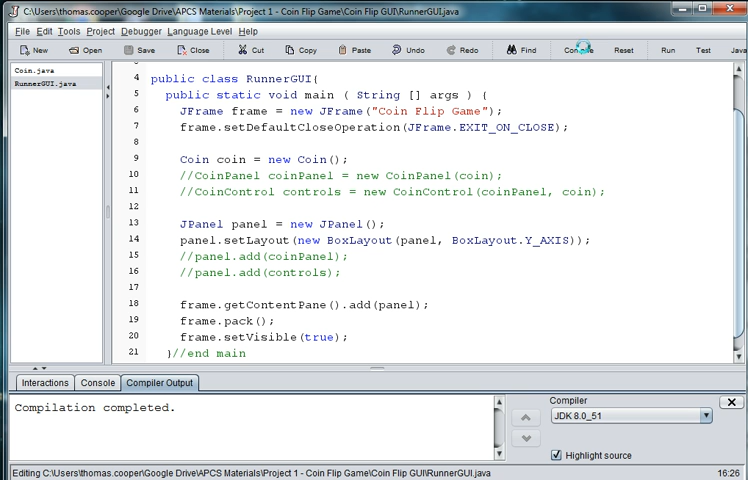 C:\Users\thomas.cooper\Google Drive\APCS Materials\Project 1 - Coin Flip Game\Coin Flip GUI\RunnerGUI.java
File Edit Tools Project Debugger Language Level Help
New Open Save Close Cut Copy Paste Undo Redo Find Reset Run Test Java
Coin.java
RunnerGUI.java
4 public class RunnerGUI{
5 public static void main ( String [] args ) {
6 JFrame frame = new JFrame("Coin Flip Game");
7 frame.setDefaultCloseOperation(JFrame.EXIT_ON_CLOSE);
8
9 Coin coin = new Coin();
10 //CoinPanel coinPanel = new CoinPanel(coin);
11 //CoinControl controls = new CoinControl(coinPanel, coin);
12
13 JPanel panel = new JPanel();
14 panel.setLayout(new BoxLayout(panel, BoxLayout.Y_AXIS));
15 //panel.add(coinPanel);
16 //panel.add(controls);
17
18 frame.getContentPane().add(panel);
19 frame.pack();
20 frame.setVisible(true);
21 }//end main
Interactions Console Compiler Output
Compilation completed.
Compiler
JDK 8.0_51
Highlight source
Editing C:\Users\thomas.cooper\Google Drive\APCS Materials\Project 1 - Coin Flip Game\Coin Flip GUI\RunnerGUI.java 16:26